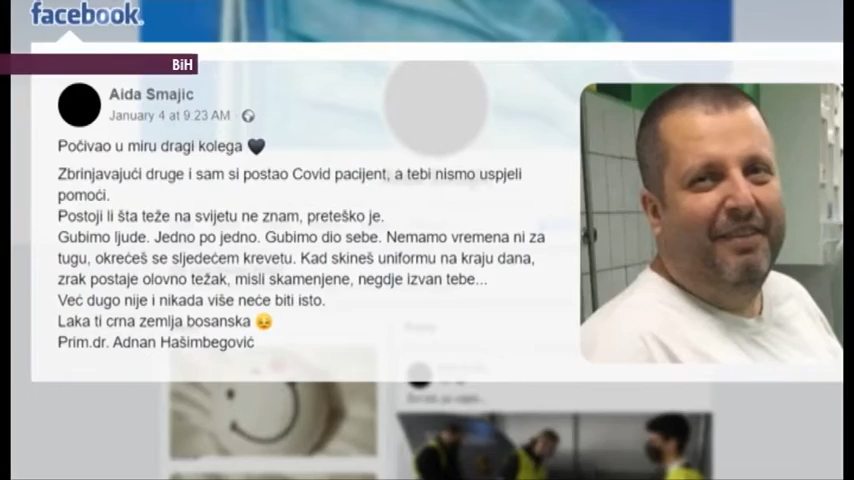 facebook.
BiH
Aida Smajic
January 4 at 9.23 AM ·
Počivao u miru dragi kolega 🖤
Zbrinjavajući druge i sam si postao Covid pacijent, a tebi nismo uspjeli
pomoći.
Postoji li šta teže na svijetu ne znam, preteško je.
Gubimo ljude. Jedno po jedno. Gubimo dio sebe. Nemamo vremena ni za
tugu, okrećeš se sljedećem krevetu. Kad skineš uniformu na kraju dana,
zrak postaje olovno težak, misli skamenjene, negdje izvan tebe...
Već dugo nije i nikada više neće biti isto.
Laka ti crna zemlja bosanska 😣
Prim.dr. Adnan Hašimbegović